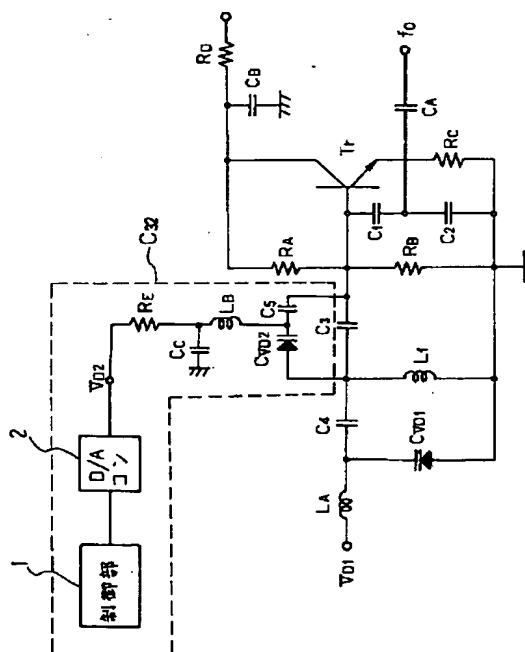 1
制御部
2
D/A
コン
VD2
RE
CC
LB
C5
CVD2
C3
C32
RD
CB
RA
Tr
C1
CA
f0
RB
C2
RC
C4
L1
CVD1
LA
VD1